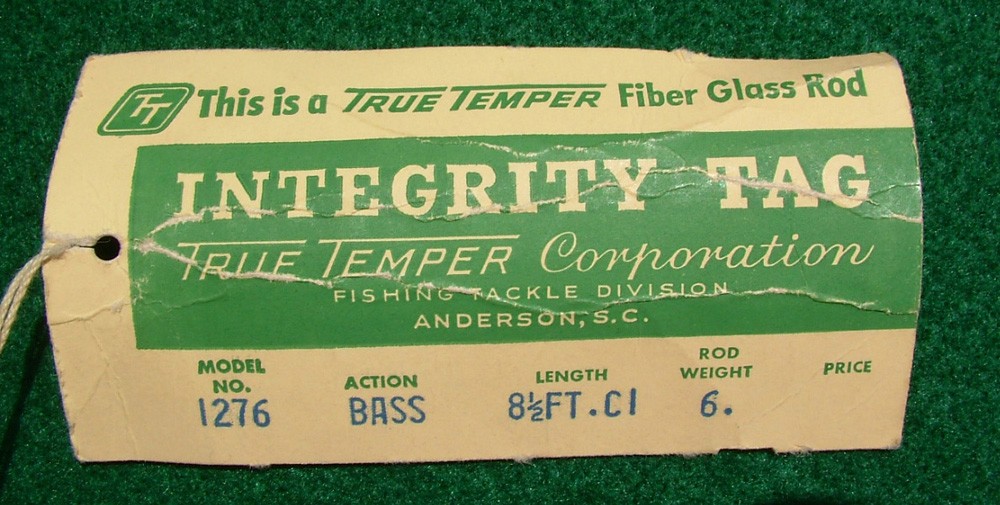 TT This is a TRUE TEMPER Fiber Glass Rod
INTEGRITY TAG
TRUE TEMPER Corporation
FISHING TACKLE DIVISION
ANDERSON, S.C.
MODEL NO. ACTION LENGTH ROD WEIGHT PRICE
1276 BASS 8½FT.CI 6.